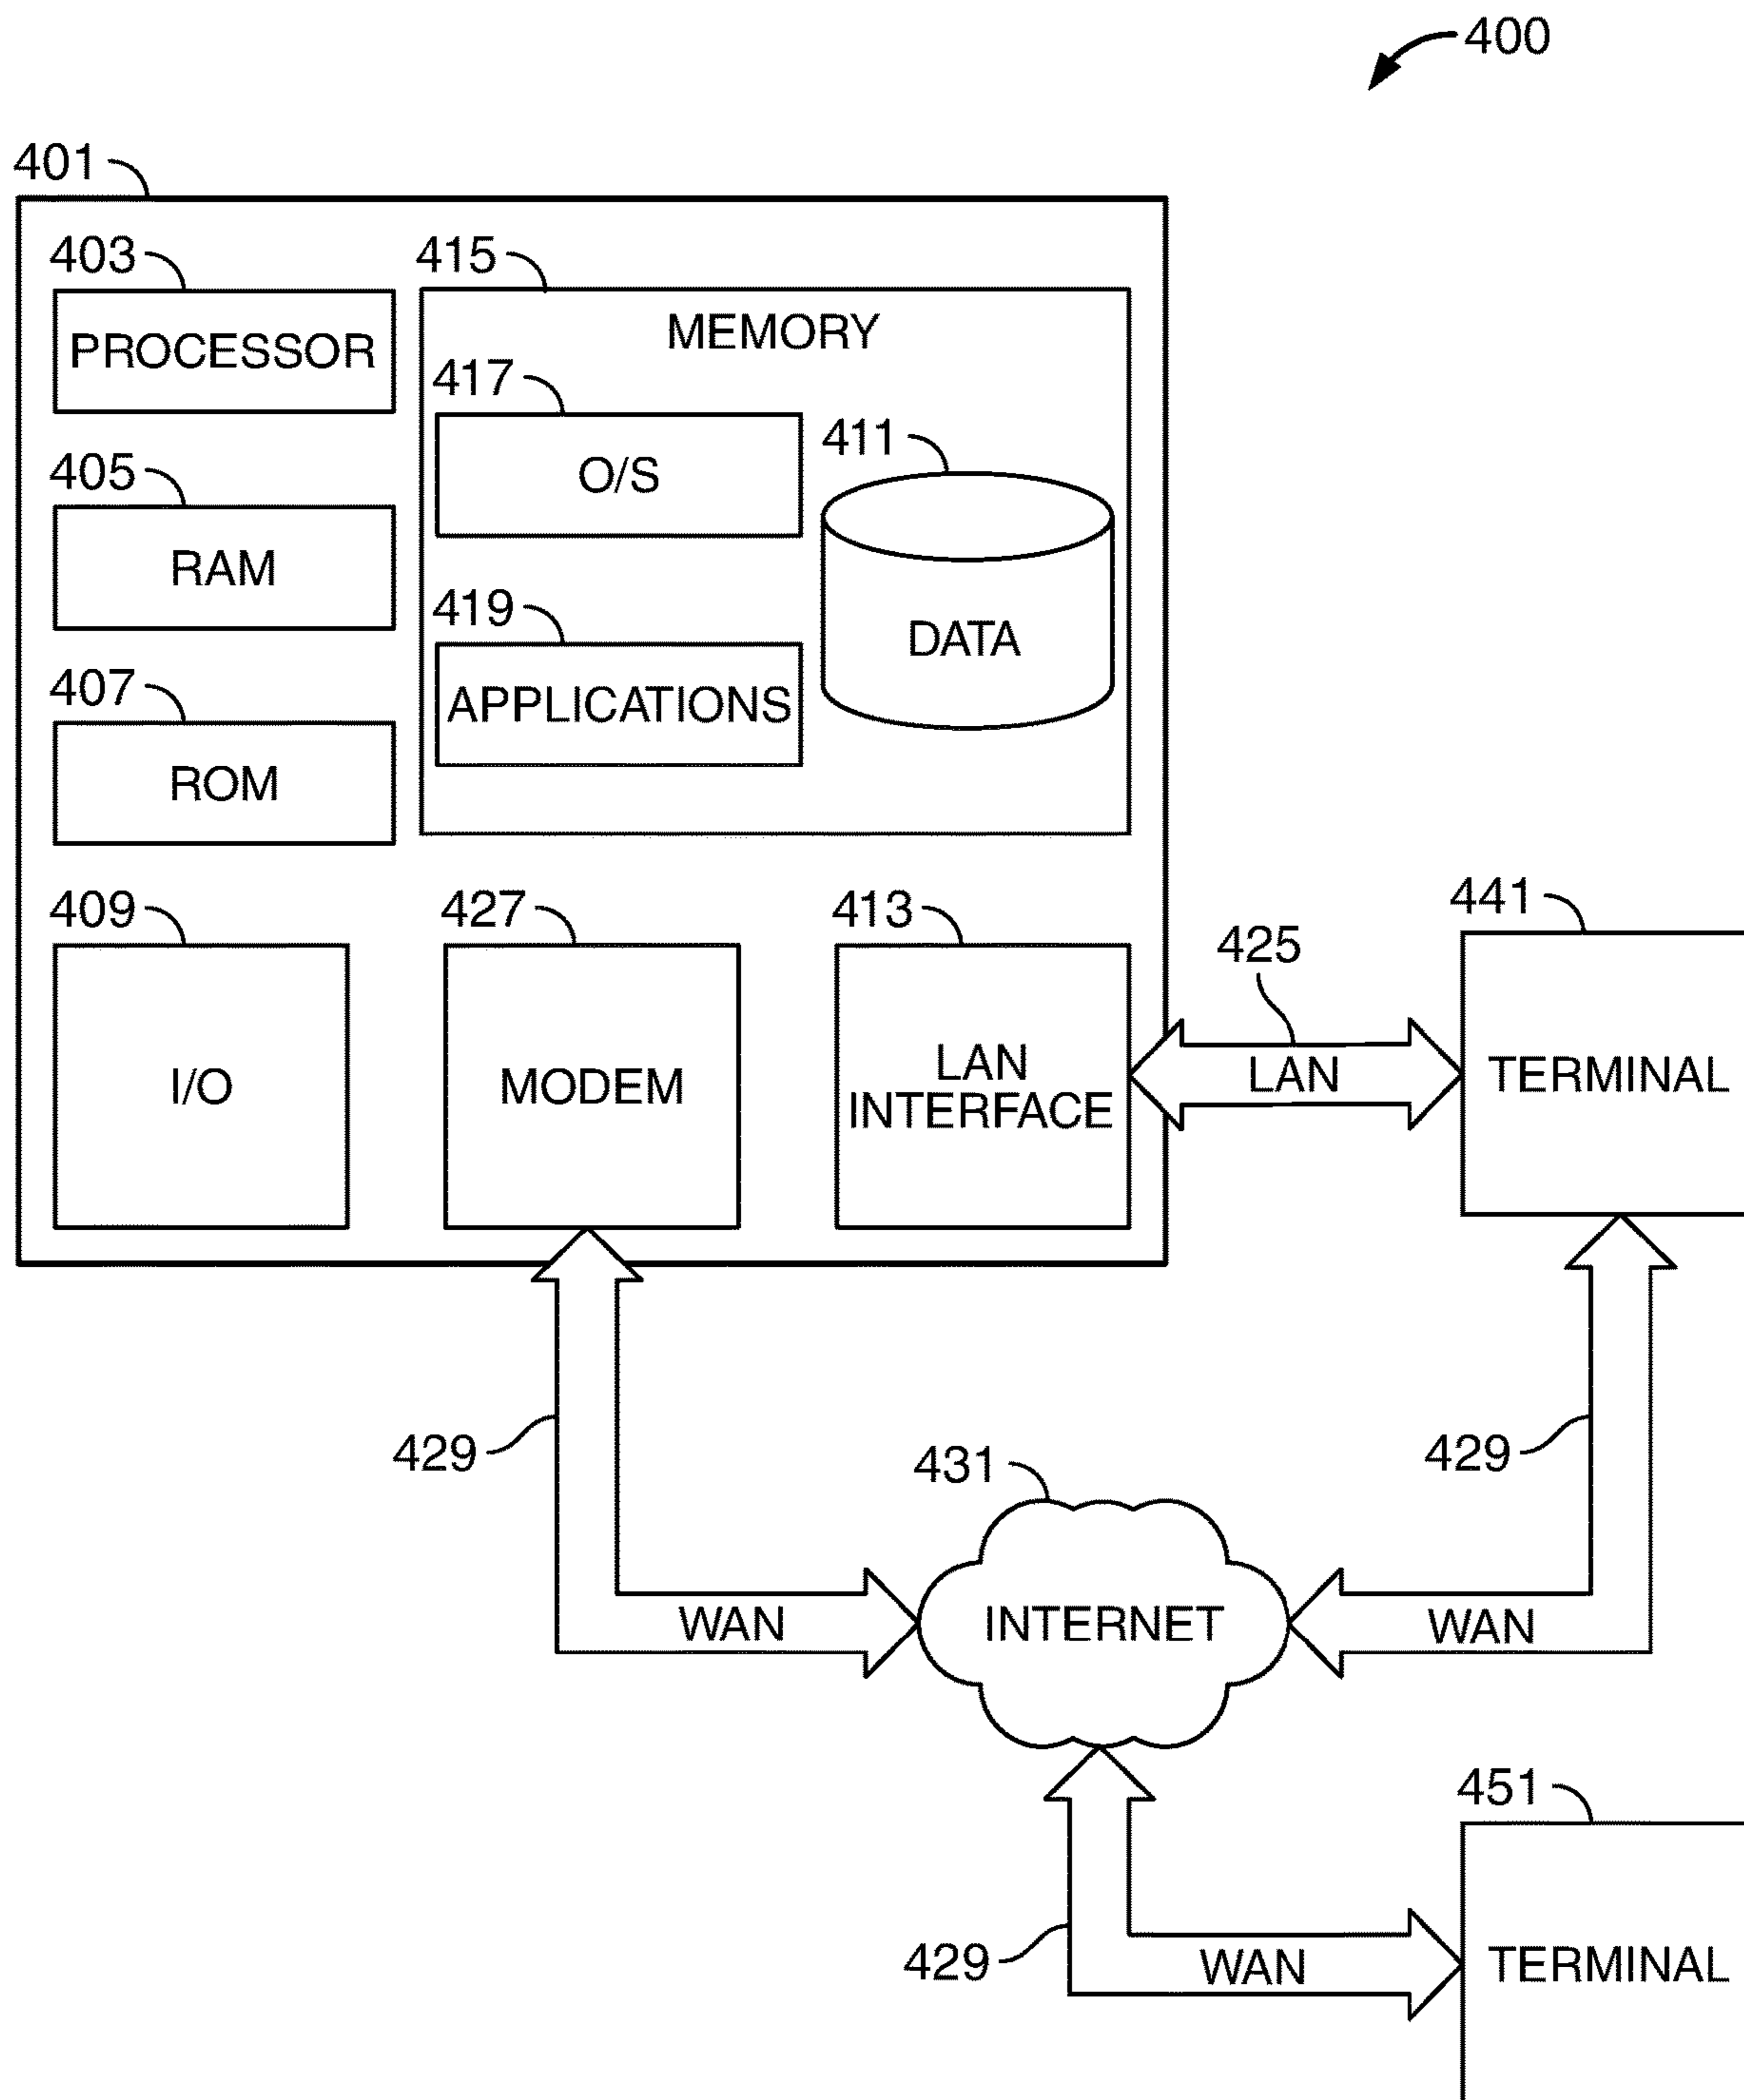 400
401
403
PROCESSOR
415
MEMORY
417
O/S
411
DATA
405
RAM
419
APPLICATIONS
407
ROM
409
I/O
427
MODEM
413
LAN
INTERFACE
425
LAN
441
TERMINAL
429
WAN
431
INTERNET
429
WAN
429
WAN
451
TERMINAL